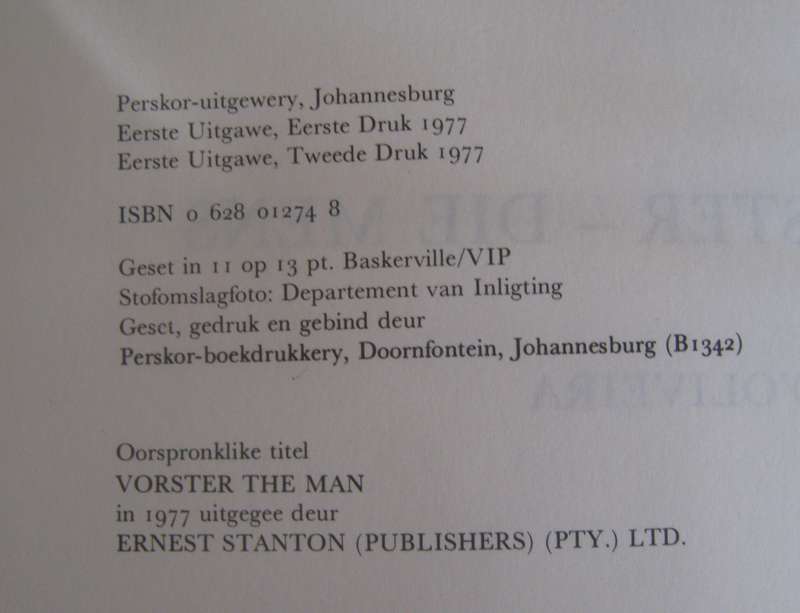 Perskor-uitgewery, Johannesburg
Eerste Uitgawe, Eerste Druk 1977
Eerste Uitgawe, Tweede Druk 1977
ISBN 0 628 01274 8
Geset in 11 op 13 pt. Baskerville/VIP
Stofomslagfoto: Departement van Inligting
Geset, gedruk en gebind deur
Perskor-boekdrukkery, Doornfontein, Johannesburg (B1342)
Oorspronklike titel
VORSTER THE MAN
in 1977 uitgegee deur
ERNEST STANTON (PUBLISHERS) (PTY.) LTD.